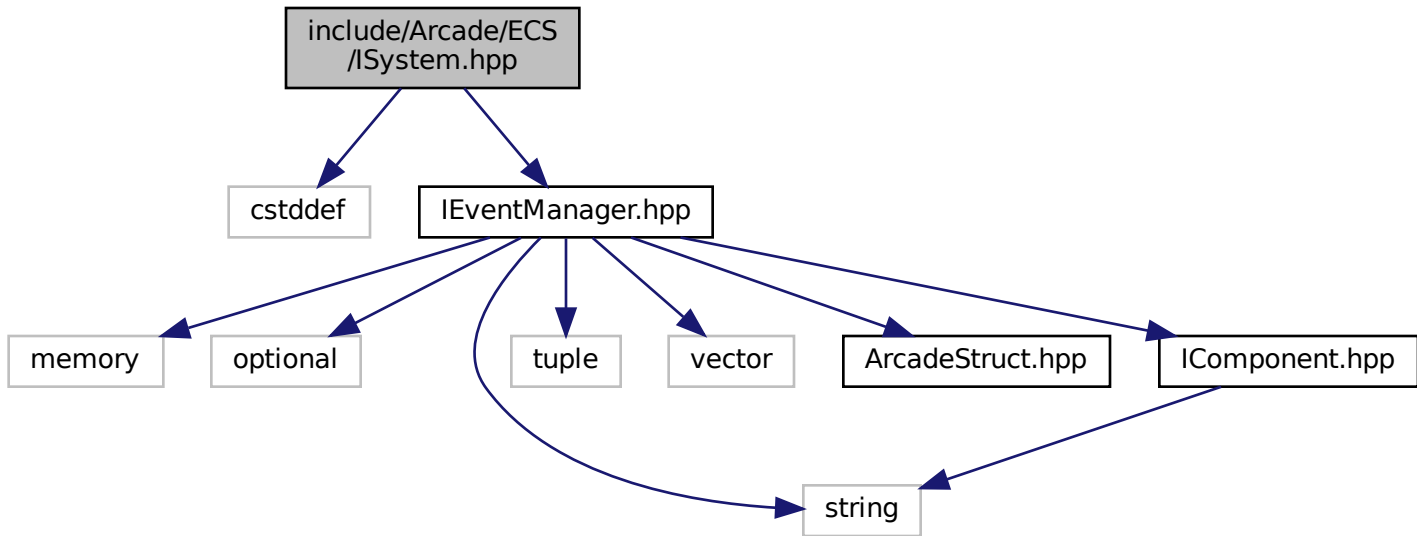 include/Arcade/ECS
/ISystem.hpp
cstddef
IEventManager.hpp
memory
optional
tuple
vector
ArcadeStruct.hpp
IComponent.hpp
string